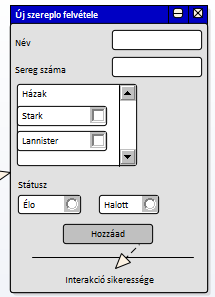 Új szereplo felvétele
Név
Sereg száma
Házak
Stark
Lannister
Státusz
Élo
Halott
Hozzáad
Interakció sikeressége